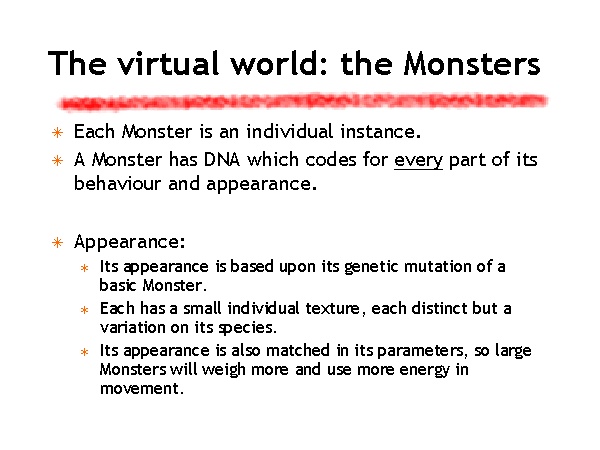 The virtual world: the Monsters
Each Monster is an individual instance.
A Monster has DNA which codes for every part of its
behaviour and appearance.
Appearance:
Its appearance is based upon its genetic mutation of a
basic Monster.
Each has a small individual texture, each distinct but a
variation on its species.
Its appearance is also matched in its parameters, so large
Monsters will weigh more and use more energy in
movement.